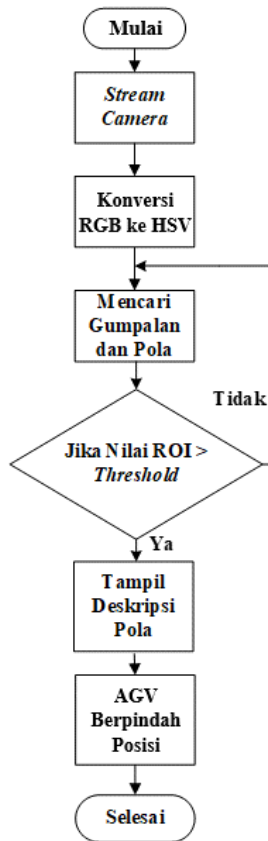 Mulai
Stream
Camera
Konversi
RGB ke HSV
Mencari
Gumpalan
dan Pola
Tidak
Jika Nilai ROI >
Threshold
Ya
Tampil
Deskripsi
Pola
AGV
Berpindah
Posisi
Selesai